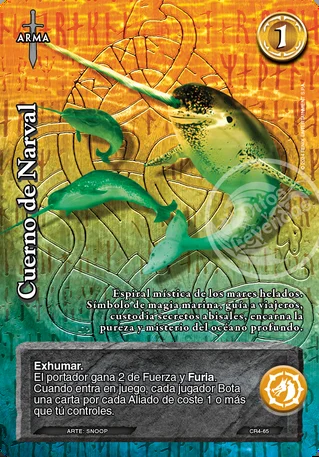 ARMA
1
Cuerno de Narval
Espiral mística de los mares helados.
Símbolo de magia marina, guía a viajeros,
custodia secretos abisales, encarna la
pureza y misterio del océano profundo.
Exhumar.
El portador gana 2 de Fuerza y Furia.
Cuando entra en juego, cada jugador Bota
una carta por cada Aliado de coste 1 o más
que tú controles.
ARTE: SNOOP
CR4-65